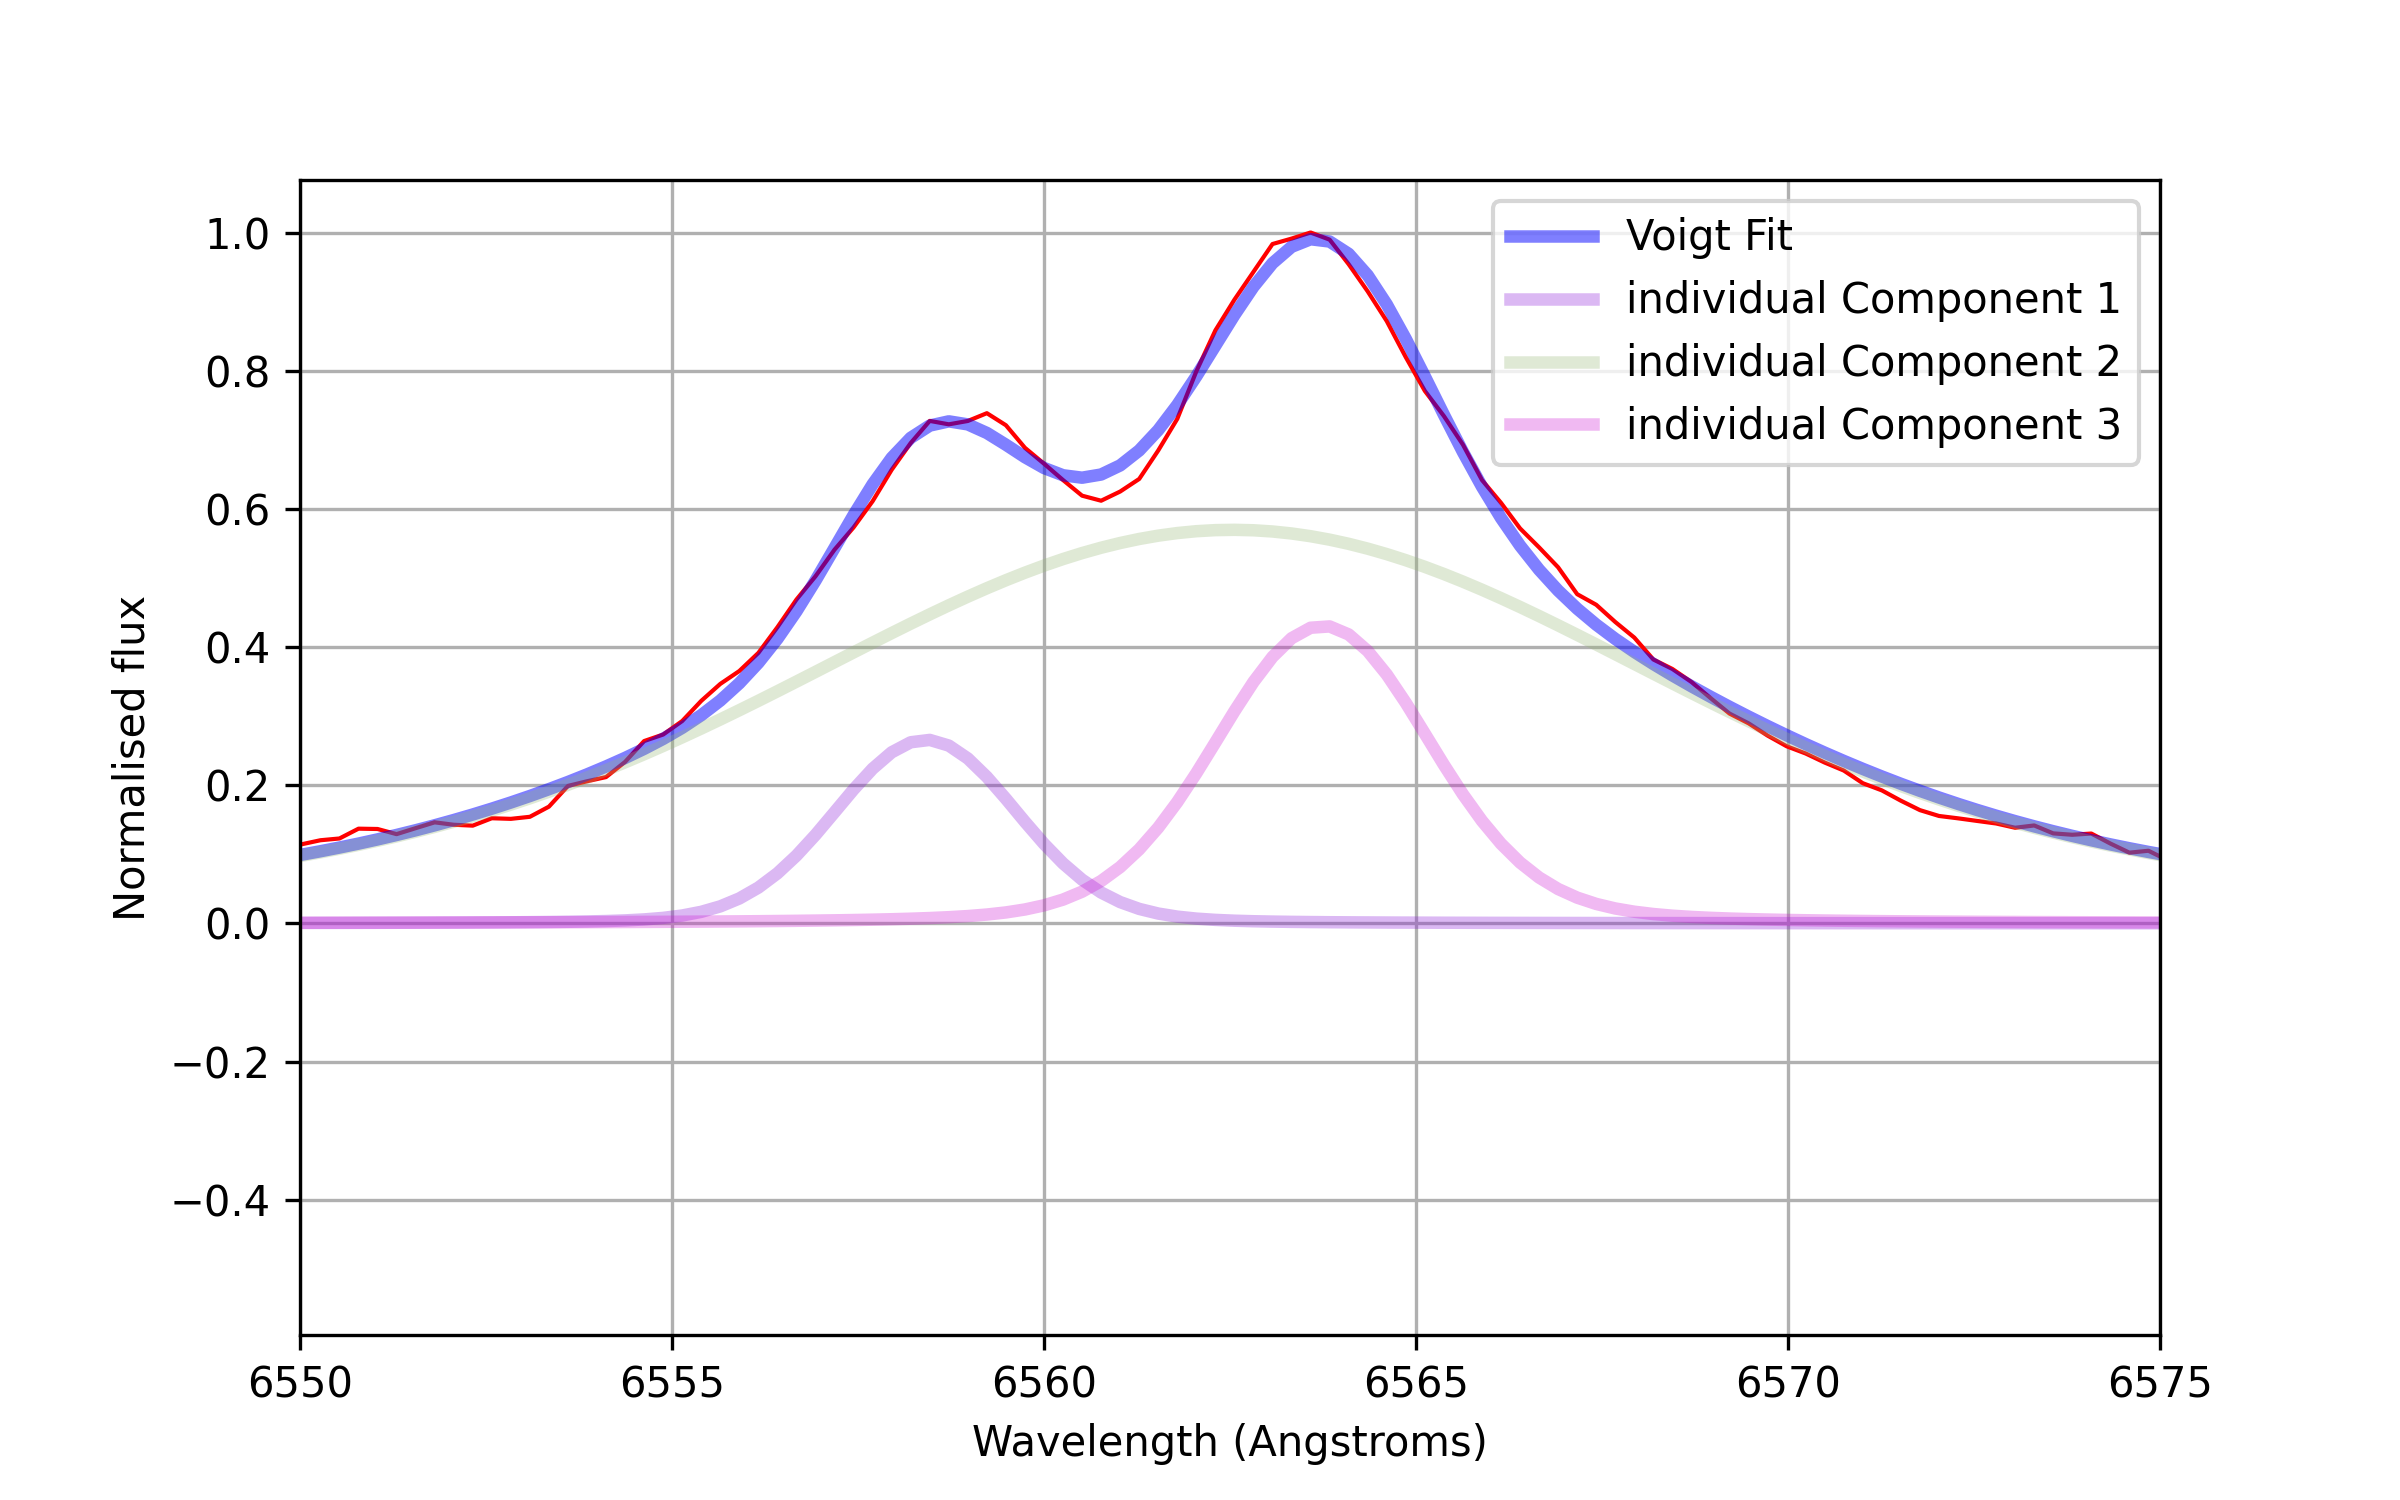 Voigt Fit
individual Component 1
individual Component 2
individual Component 3
Normalised flux
1.0
0.8
0.6
0.4
0.2
0.0
−0.2
−0.4
6550 6555 6560 6565 6570 6575
Wavelength (Angstroms)